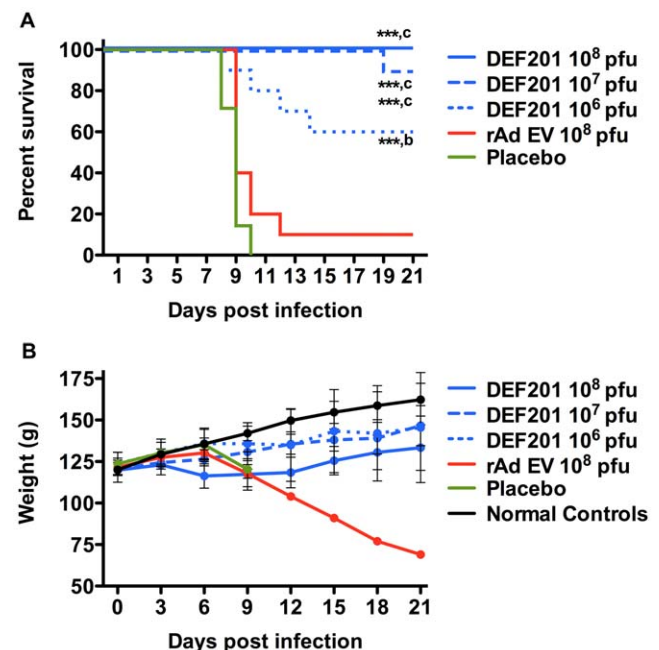 A
Percent survival
100
80
60
40
20
0
1 3 5 7 9 11 13 15 17 19 21
Days post infection
***,c
***,c
***,c
***,b
DEF201 10⁸ pfu
DEF201 10⁷ pfu
DEF201 10⁶ pfu
rAd EV 10⁸ pfu
Placebo
B
Weight (g)
175
150
125
100
75
50
0 3 6 9 12 15 18 21
Days post infection
DEF201 10⁸ pfu
DEF201 10⁷ pfu
DEF201 10⁶ pfu
rAd EV 10⁸ pfu
Placebo
Normal Controls